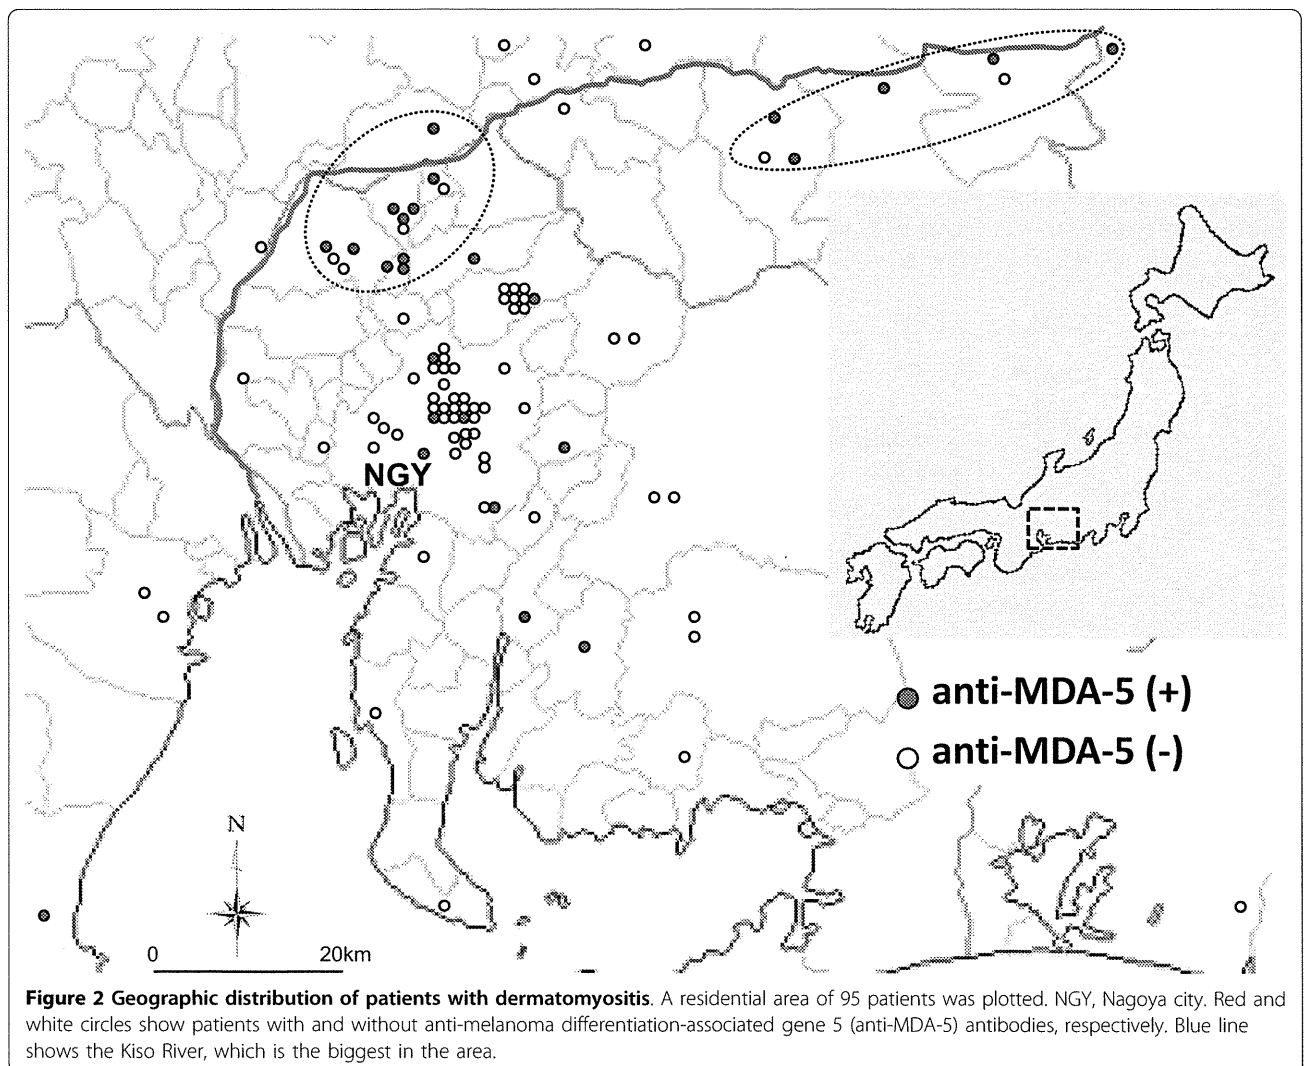 NGY
anti-MDA-5 (+)
anti-MDA-5 (-)
N
0 20km
Figure 2 Geographic distribution of patients with dermatomyositis. A residential area of 95 patients was plotted. NGY, Nagoya city. Red and
white circles show patients with and without anti-melanoma differentiation-associated gene 5 (anti-MDA-5) antibodies, respectively. Blue line
shows the Kiso River, which is the biggest in the area.